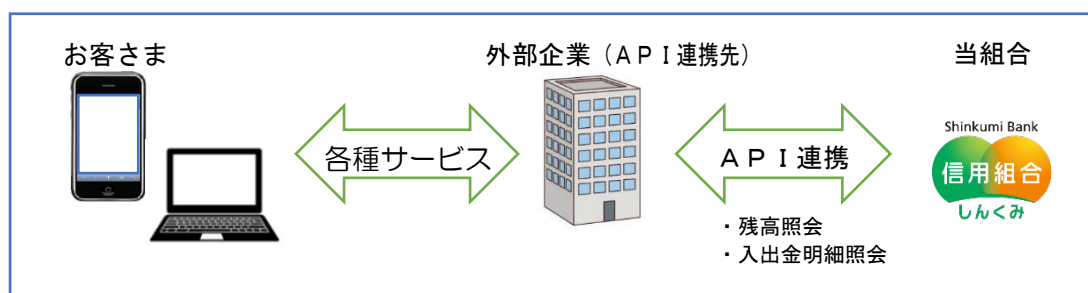 お客さま
外部企業（ＡＰＩ連携先）
当組合
各種サービス
ＡＰＩ連携
・残高照会
・入出金明細照会
Shinkumi Bank
信用組合
しんくみ